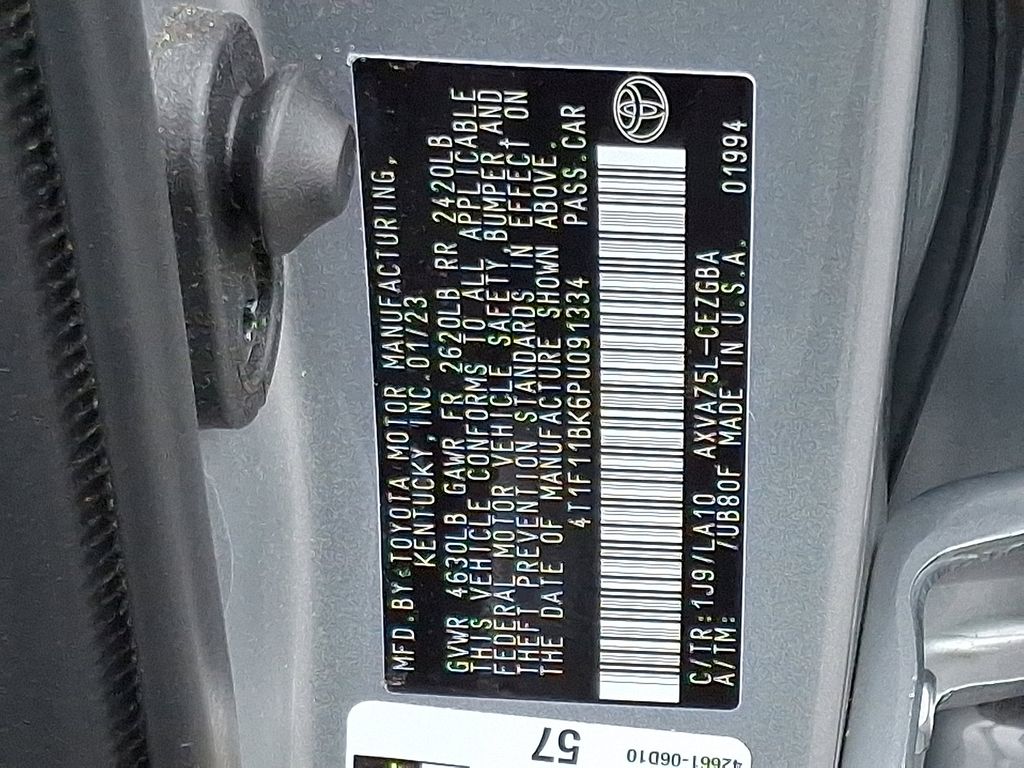 MFD.BY:TOYOTA MOTOR MANUFACTURING,
KENTUCKY,INC. 01/23
GVWR 4630LB GAWR FR 2620LB RR 2420LB
THIS VEHICLE CONFORMS TO ALL APPLICABLE
FEDERAL MOTOR VEHICLE SAFETY, BUMPER, AND
THEFT PREVENTION STANDARDS IN EFFECT ON
THE DATE OF MANUFACTURE SHOWN ABOVE.
4T1F11BK6PU091334 PASS.CAR
C/TR:1J9/LA10 AXVA75L-CEZGBA 01994
A/TM: /UB80F MADE IN U.S.A.
57
42661-06D10